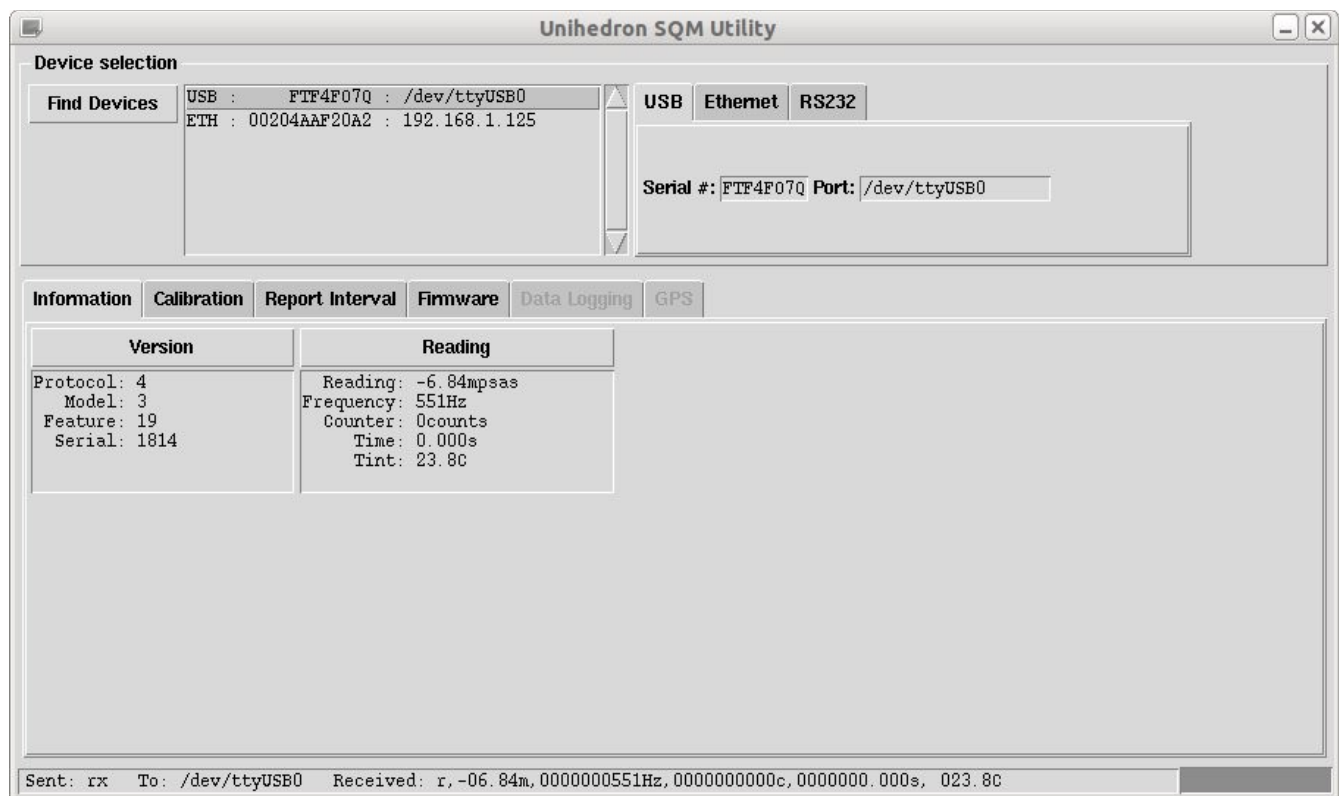 Unihedron SQM Utility
Device selection
Find Devices
USB : FTF4F07Q : /dev/ttyUSB0
ETH : 00204AAF20A2 : 192.168.1.125
USB Ethernet RS232
Serial #: FTF4F07Q Port: /dev/ttyUSB0
Information Calibration Report Interval Firmware Data Logging GPS
Version
Protocol: 4
Model: 3
Feature: 19
Serial: 1814
Reading
Reading: -6.84mpsas
Frequency: 551Hz
Counter: 0counts
Time: 0.000s
Tint: 23.8C
Sent: rx To: /dev/ttyUSB0 Received: r,-06.84m,0000000551Hz,0000000000c,0000000.000s, 023.8C